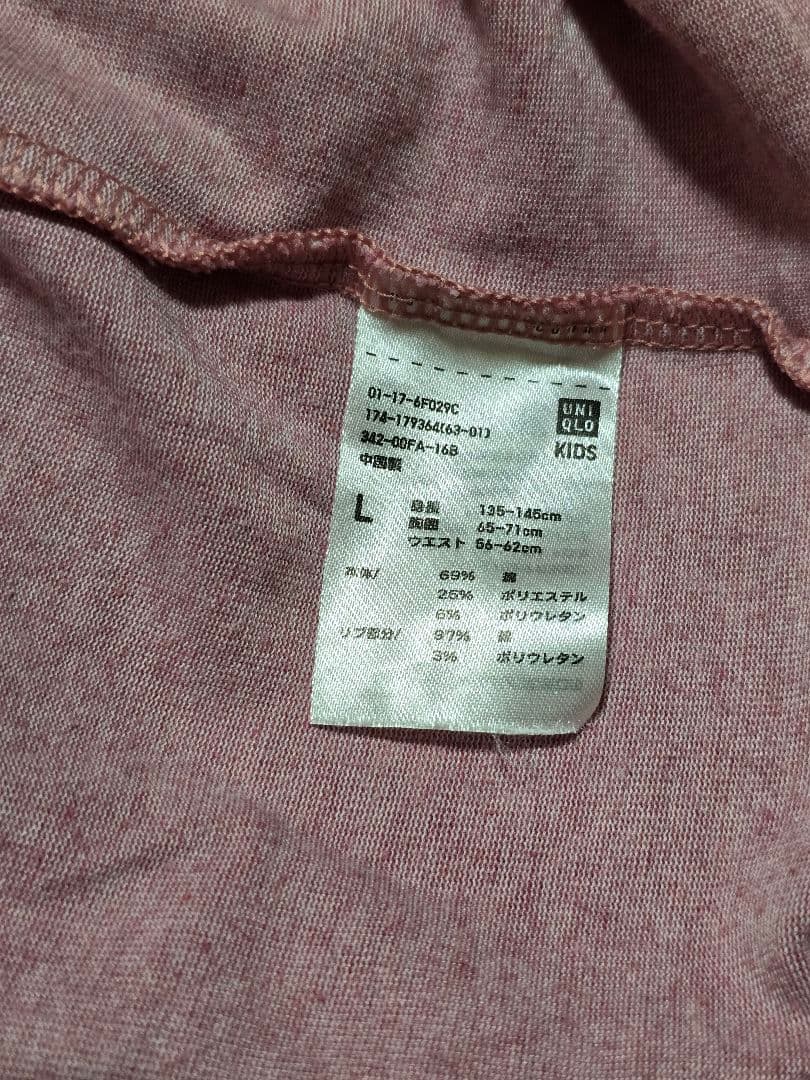 01-17-6F029C
174-179364(63-01)
342-00FA-16B
中国製
UNI
QLO
KIDS
L 身長 135-145cm
胸囲 65-71cm
ウエスト 56-62cm
本体/ 69% 綿
25% ポリエステル
6% ポリウレタン
リブ部分/ 97% 綿
3% ポリウレタン